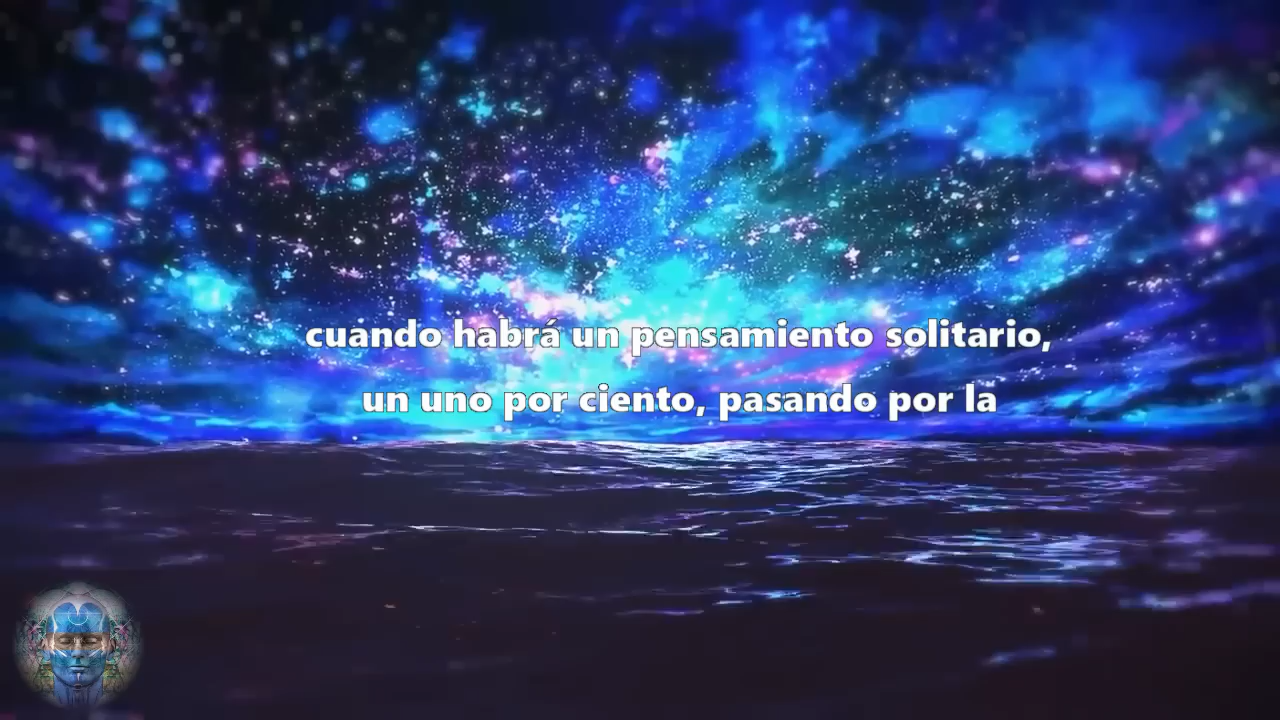 cuando habrá un pensamiento solitario,
un uno por ciento, pasando por la